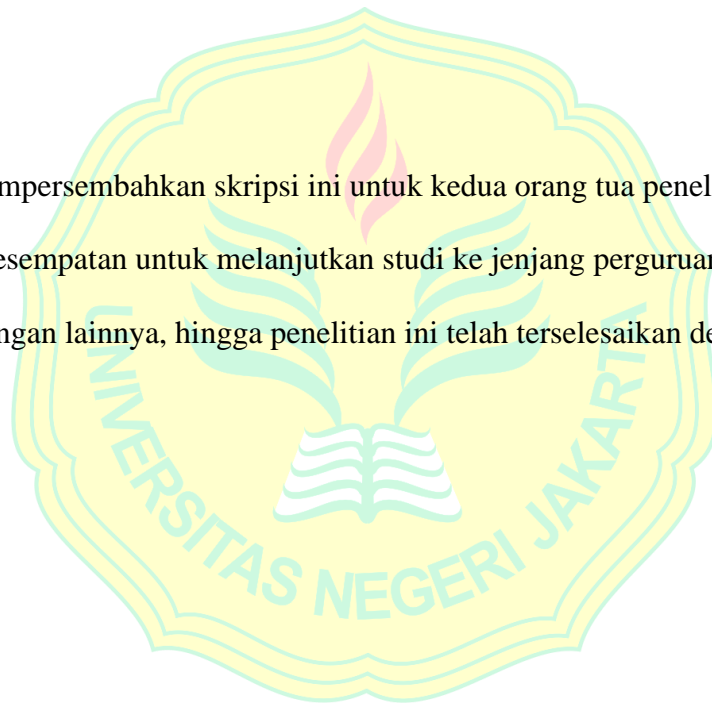 mpersembahkan skripsi ini untuk kedua orang tua penel
esempatan untuk melanjutkan studi ke jenjang perguruan
ngan lainnya, hingga penelitian ini telah terselesaikan de
UNIVERSITAS NEGERI JAKARTA